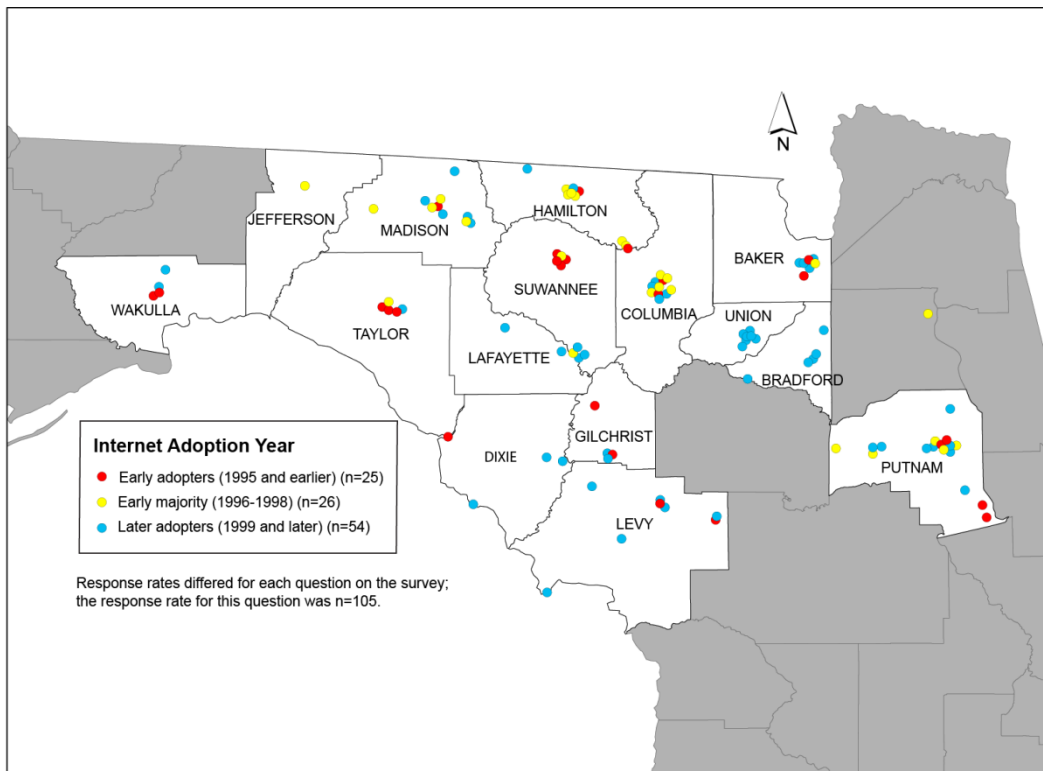 N
JEFFERSON
MADISON
HAMILTON
BAKER
SUWANNEE
WAKULLA
COLUMBIA
UNION
TAYLOR
LAFAYETTE
BRADFORD
GILCHRIST
DIXIE
PUTNAM
LEVY
Internet Adoption Year
Early adopters (1995 and earlier) (n=25)
Early majority (1996-1998) (n=26)
Later adopters (1999 and later) (n=54)
Response rates differed for each question on the survey;
the response rate for this question was n=105.